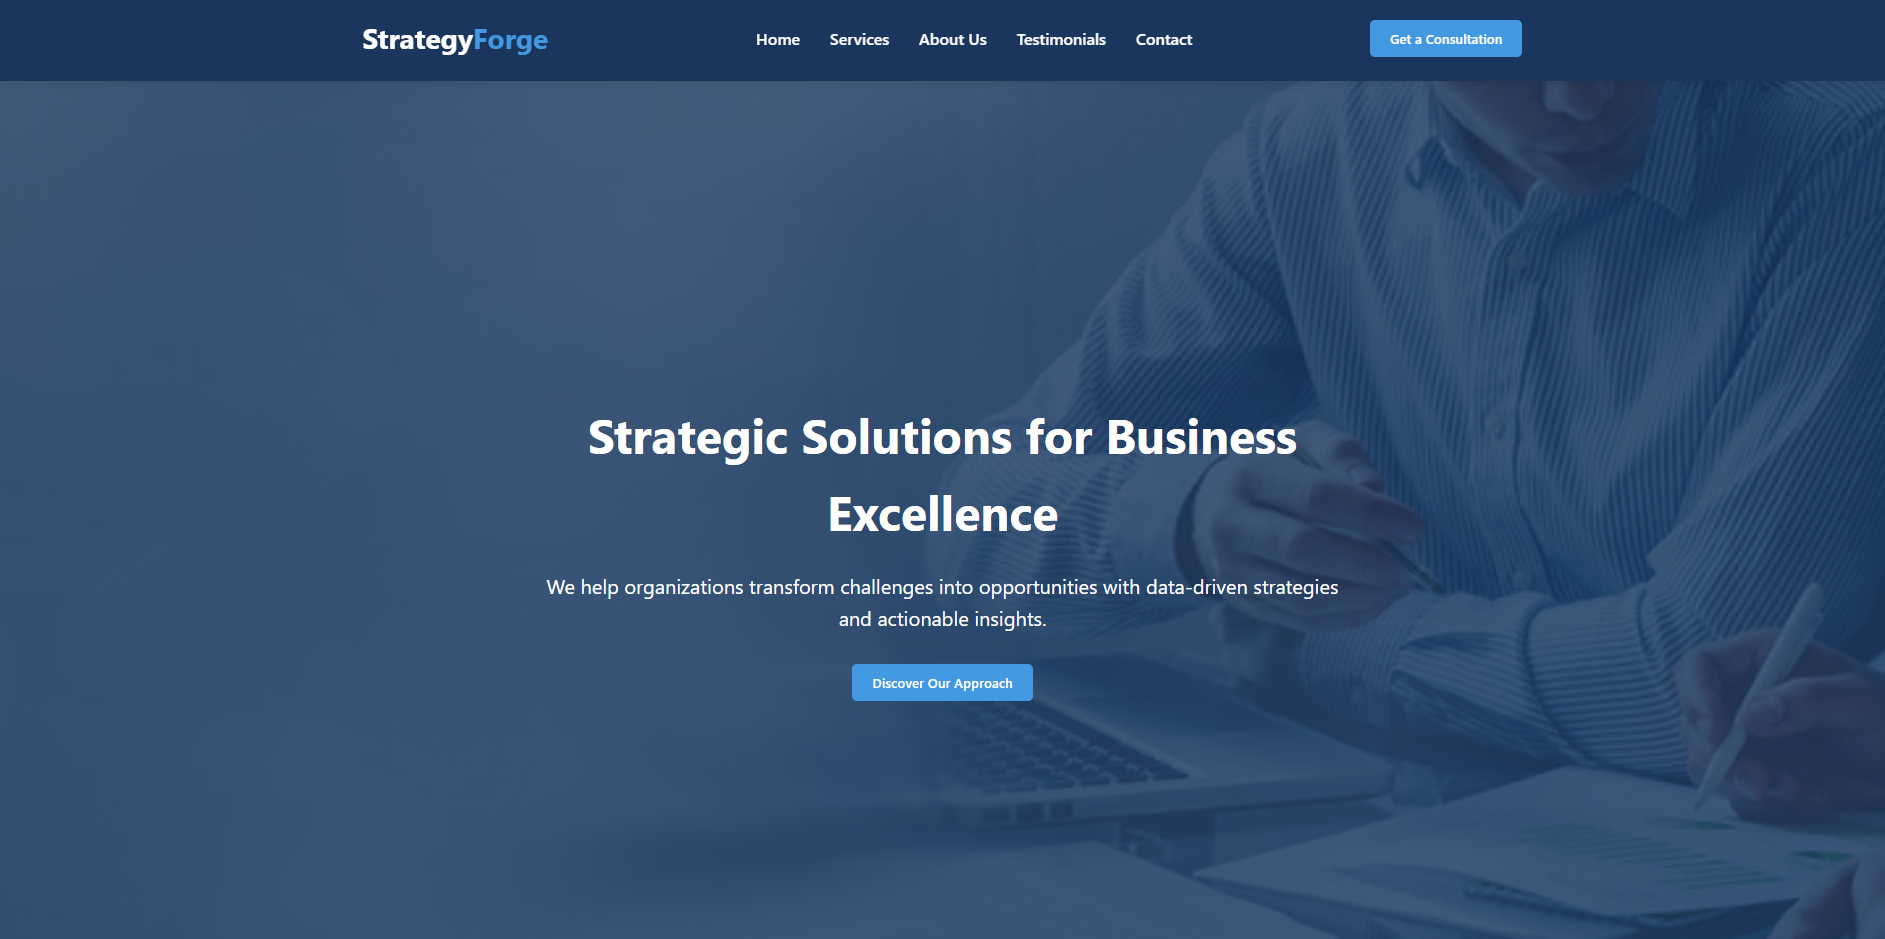 StrategyForge
Home
Services
About Us
Testimonials
Contact
Get a Consultation
Strategic Solutions for Business
Excellence
We help organizations transform challenges into opportunities with data-driven strategies
and actionable insights.
Discover Our Approach